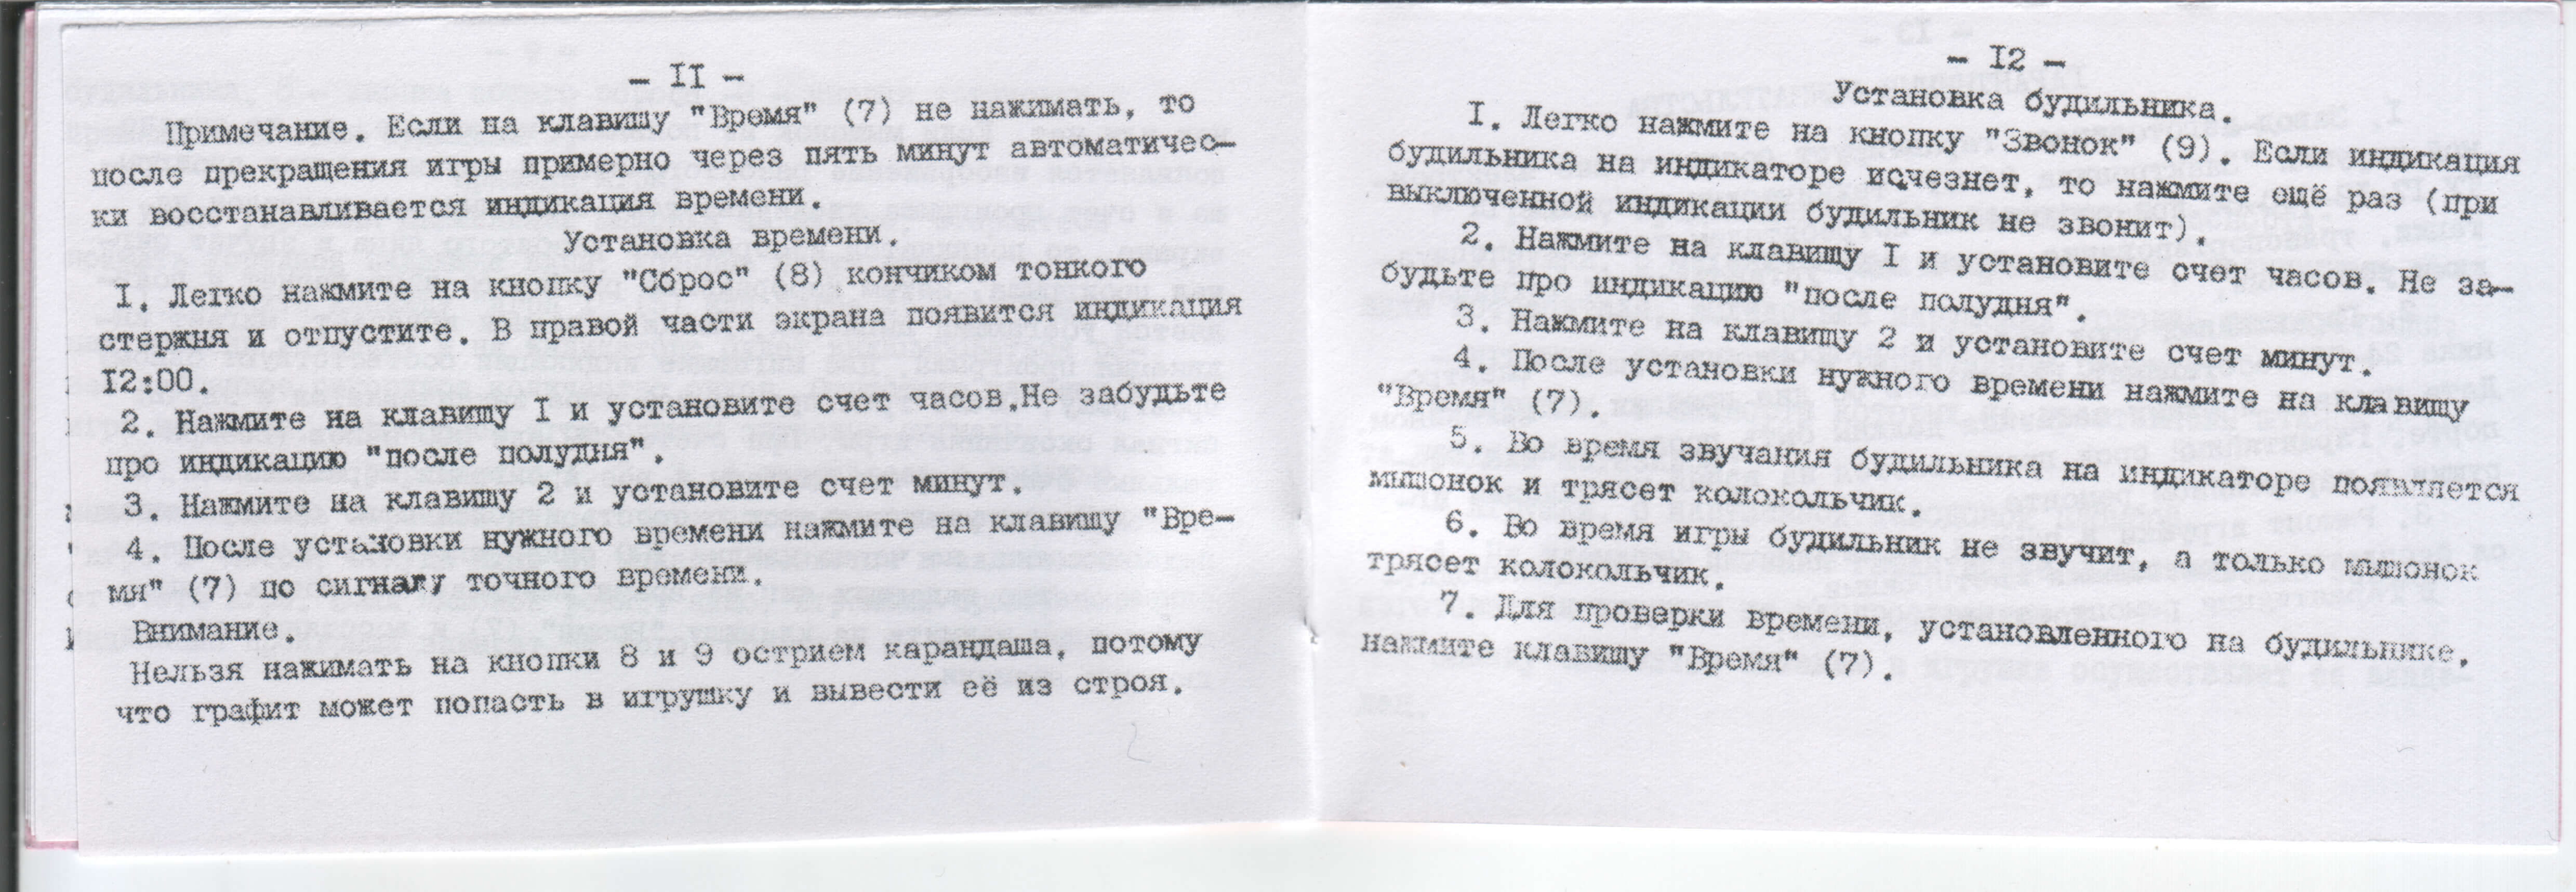 - II -
Примечание. Если на клавишу "Время" (7) не нажимать, то
после прекращения игры примерно через пять минут автоматичес-
ки восстанавливается индикация времени.
Установка времени.
I. Легко нажмите на кнопку "Сброс" (8) кончиком тонкого
стержня и отпустите. В правой части экрана появится индикация
I2:00.
2. Нажмите на клавишу I и установите счет часов.Не забудьте
про индикацию "после полудня".
3. Нажмите на клавишу 2 и установите счет минут.
4. После установки нужного времени нажмите на клавишу "Вре-
мя" (7) по сигналу точного времени.
Внимание.
Нельзя нажимать на кнопки 8 и 9 острием карандаша, потому
что графит может попасть в игрушку и вывести её из строя.
- I2 -
Установка будильника.
I. Легко нажмите на кнопку "Звонок" (9). Если индикация
будильника на индикаторе исчезнет, то нажмите ещё раз (при
выключенной индикации будильник не звонит).
2. Нажмите на клавишу I и установите счет часов. Не за-
будьте про индикацию "после полудня".
3. Нажмите на клавишу 2 и установите счет минут.
4. После установки нужного времени нажмите на клавишу
"Время" (7).
5. Во время звучания будильника на индикаторе появляется
мышонок и трясет колокольчик.
6. Во время игры будильник не звучит, а только мышонок
трясет колокольчик.
7. Для проверки времени, установленного на будильнике,
нажмите клавишу "Время" (7).